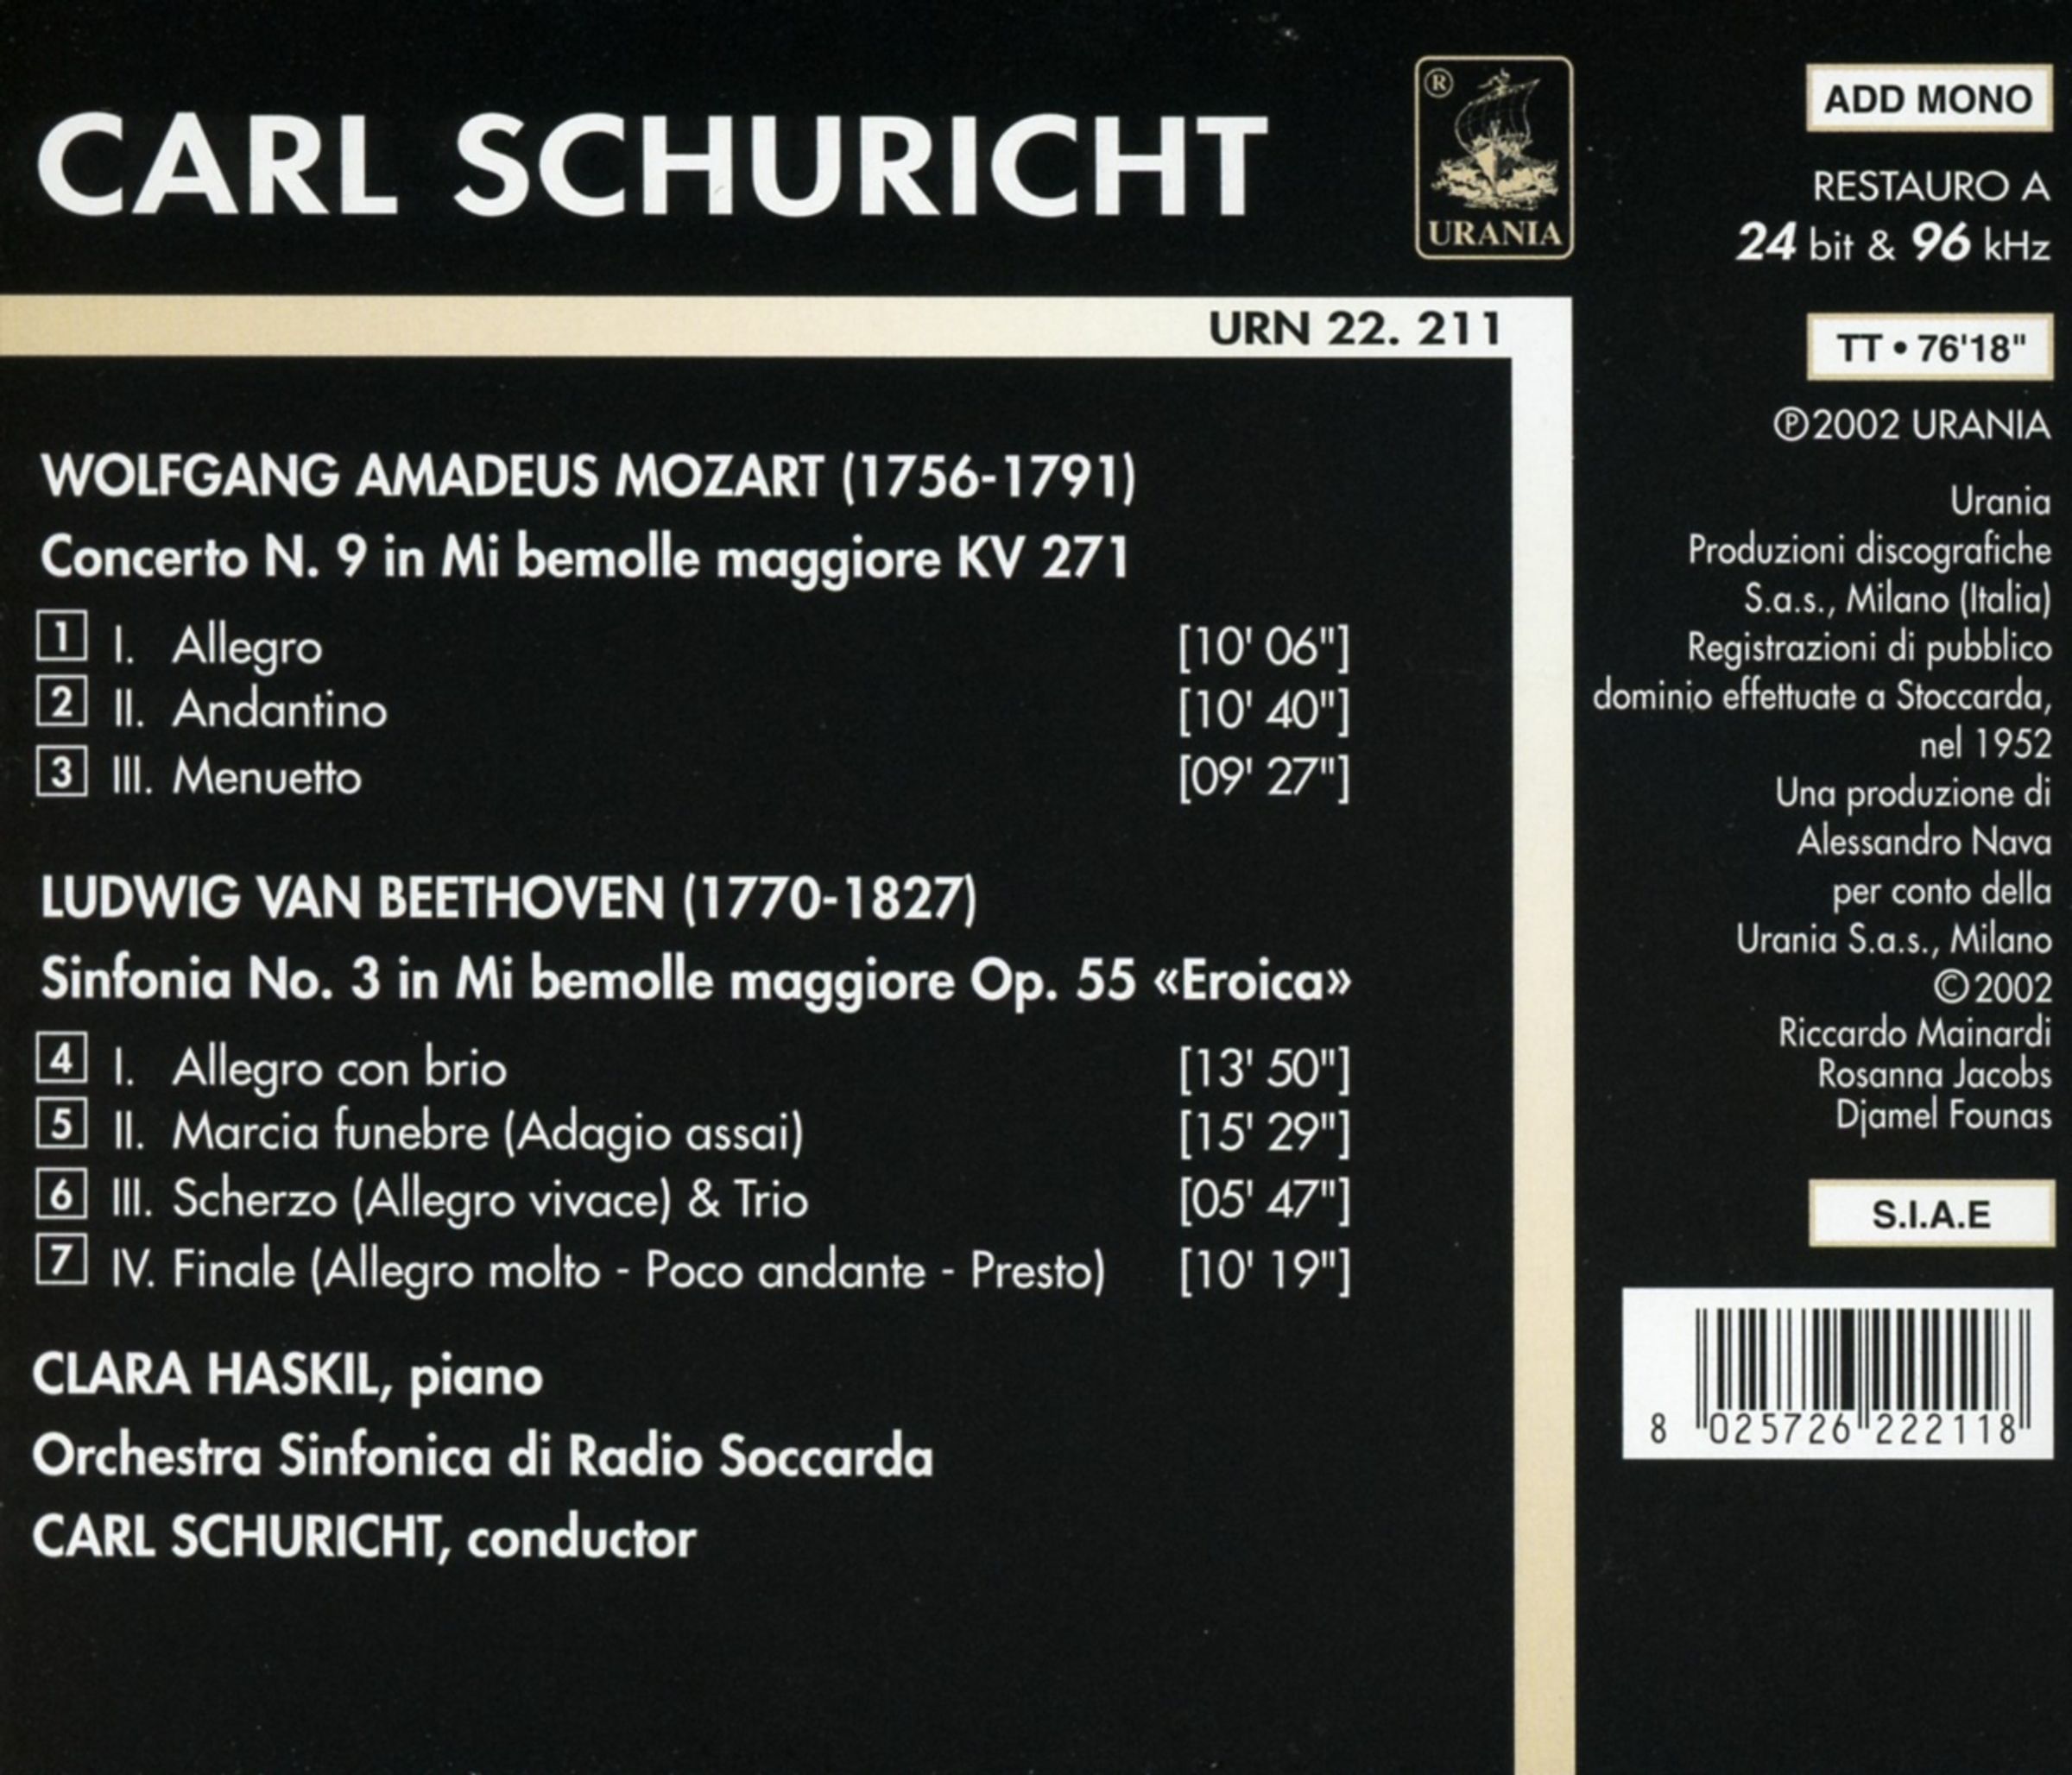 CARL SCHURICHT
®
URANIA
URN 22. 211
WOLFGANG AMADEUS MOZART (1756-1791)
Concerto N. 9 in Mi bemolle maggiore KV 271
1 I. Allegro [10' 06"]
2 II. Andantino [10' 40"]
3 III. Menuetto [09' 27"]
LUDWIG VAN BEETHOVEN (1770-1827)
Sinfonia No. 3 in Mi bemolle maggiore Op. 55 «Eroica»
4 I. Allegro con brio [13' 50"]
5 II. Marcia funebre (Adagio assai) [15' 29"]
6 III. Scherzo (Allegro vivace) & Trio [05' 47"]
7 IV. Finale (Allegro molto - Poco andante - Presto) [10' 19"]
CLARA HASKIL, piano
Orchestra Sinfonica di Radio Soccarda
CARL SCHURICHT, conductor
ADD MONO
RESTAURO A
24 bit & 96 kHz
TT • 76'18"
℗2002 URANIA
Urania
Produzioni discografiche
S.a.s., Milano (Italia)
Registrazioni di pubblico
dominio effettuate a Stoccarda,
nel 1952
Una produzione di
Alessandro Nava
per conto della
Urania S.a.s., Milano
©2002
Riccardo Mainardi
Rosanna Jacobs
Djamel Founas
S.I.A.E
8 025726 222118